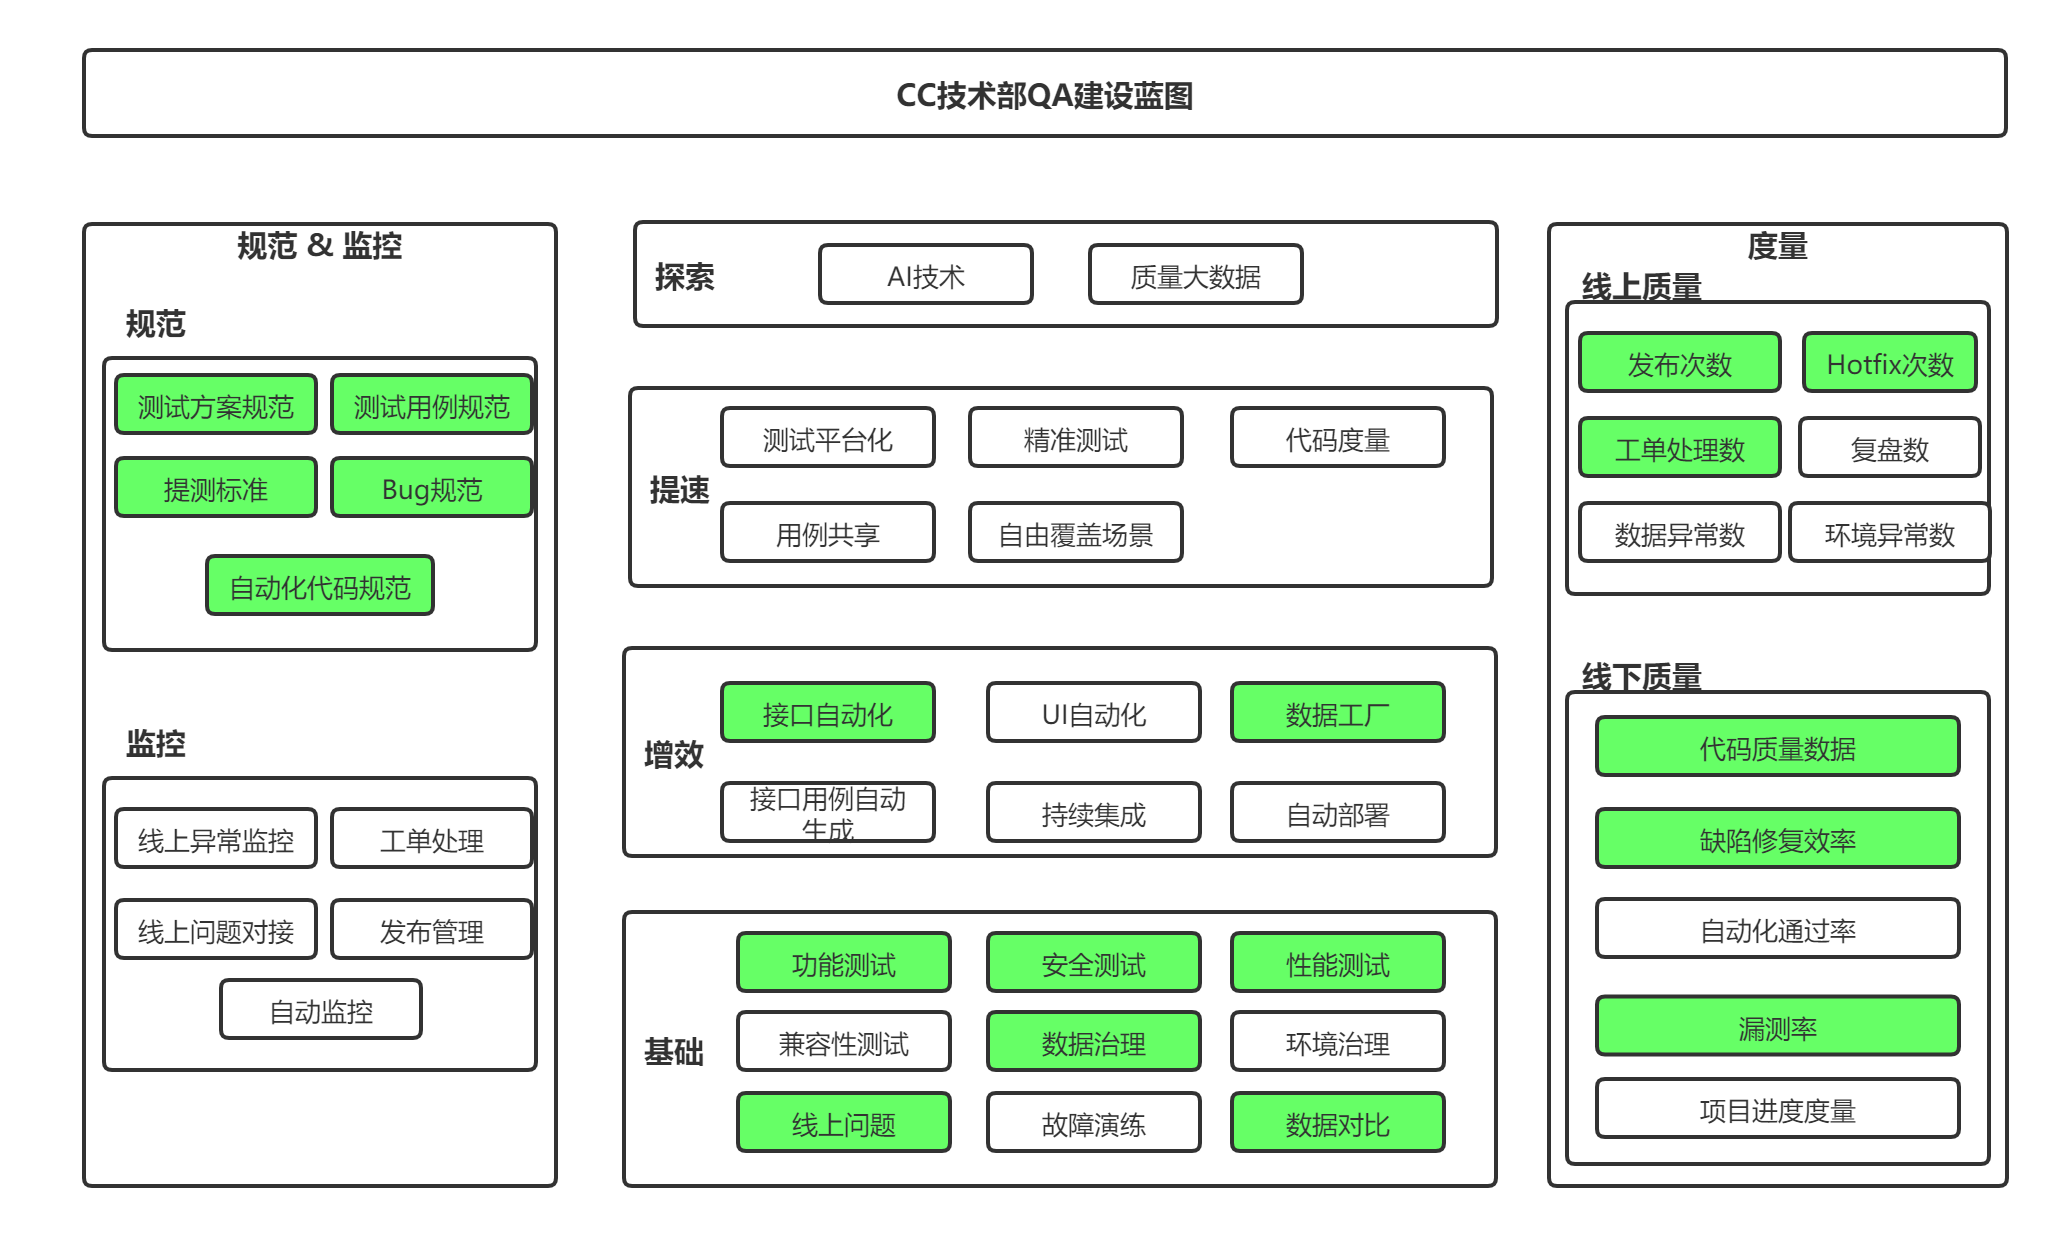 CC技术部QA建设蓝图
规范 & 监控
规范
测试方案规范
测试用例规范
提测标准
Bug规范
自动化代码规范
监控
线上异常监控
工单处理
线上问题对接
发布管理
自动监控
探索
AI技术
质量大数据
提速
测试平台化
精准测试
代码度量
用例共享
自由覆盖场景
增效
接口自动化
UI自动化
数据工厂
接口用例自动
生成
持续集成
自动部署
基础
功能测试
安全测试
性能测试
兼容性测试
数据治理
环境治理
线上问题
故障演练
数据对比
度量
线上质量
发布次数
Hotfix次数
工单处理数
复盘数
数据异常数
环境异常数
线下质量
代码质量数据
缺陷修复效率
自动化通过率
漏测率
项目进度度量